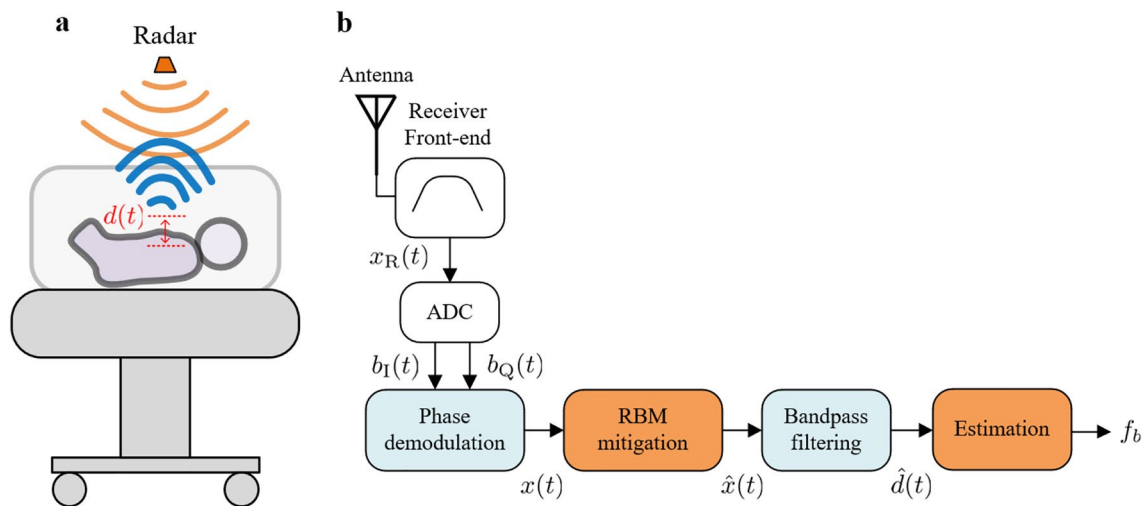 a
Radar
d(t)
b
Antenna
Receiver
Front-end
x_R(t)
ADC
b_I(t)
b_Q(t)
Phase
demodulation
x(t)
RBM
mitigation
x̂(t)
Bandpass
filtering
d̂(t)
Estimation
f_b